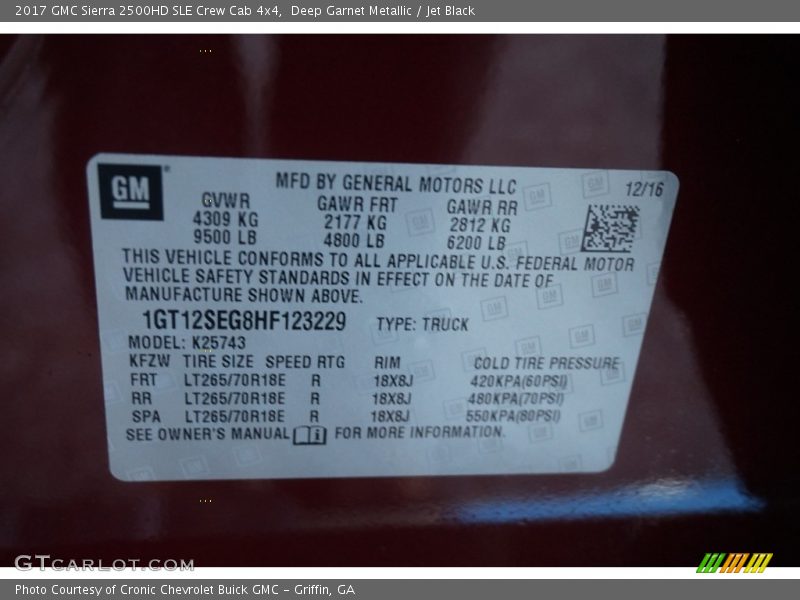 2017 GMC Sierra 2500HD SLE Crew Cab 4x4,  Deep Garnet Metallic / Jet Black
GM
MFD BY GENERAL MOTORS LLC
12/16
GVWR GAWR FRT GAWR RR
4309 KG 2177 KG 2812 KG
9500 LB 4800 LB 6200 LB
THIS VEHICLE CONFORMS TO ALL APPLICABLE U.S. FEDERAL MOTOR
VEHICLE SAFETY STANDARDS IN EFFECT ON THE DATE OF
MANUFACTURE SHOWN ABOVE.
1GT12SEG8HF123229 TYPE: TRUCK
MODEL: K25743
KFZW TIRE SIZE SPEED RTG RIM COLD TIRE PRESSURE
FRT LT265/70R18E R 18X8J 420KPA(60PSI)
RR LT265/70R18E R 18X8J 480KPA(70PSI)
SPA LT265/70R18E R 18X8J 550KPA(80PSI)
SEE OWNER'S MANUAL FOR MORE INFORMATION.
GTcarlot.com
Photo Courtesy of Cronic Chevrolet Buick GMC - Griffin, GA